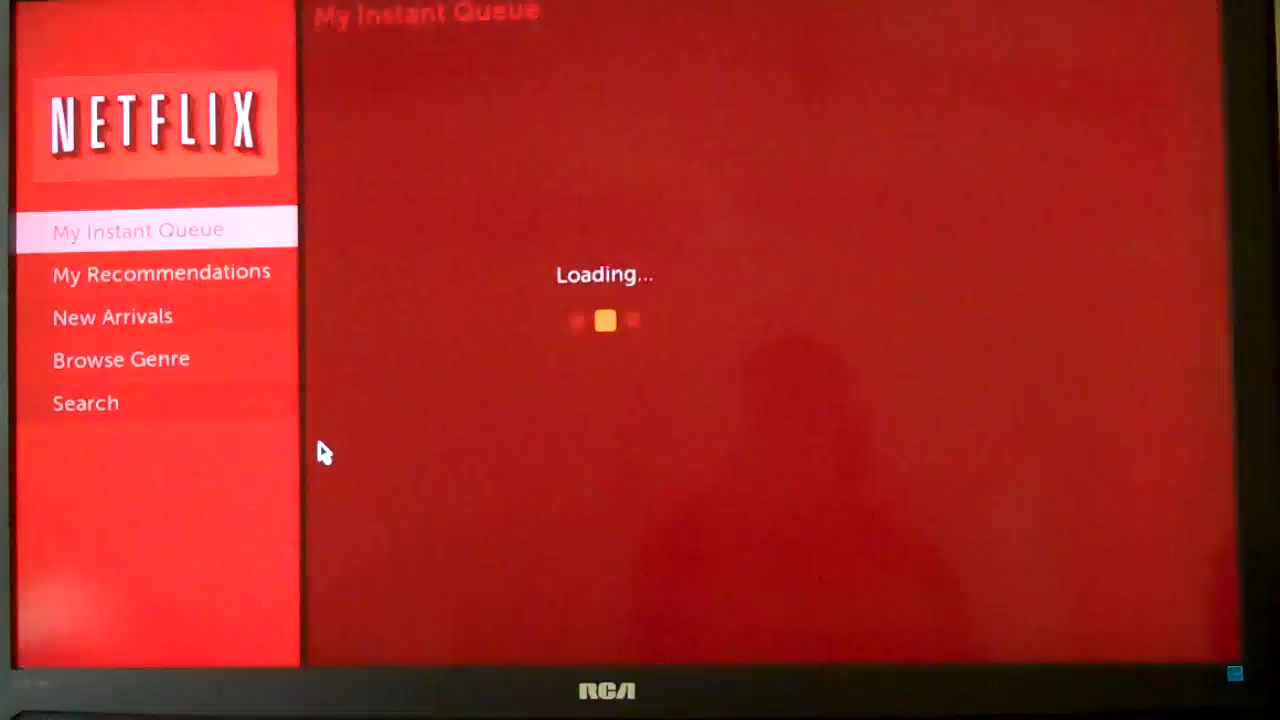 My Instant Queue
NETFLIX
My Instant Queue
My Recommendations
New Arrivals
Browse Genre
Search
Loading...
RCA